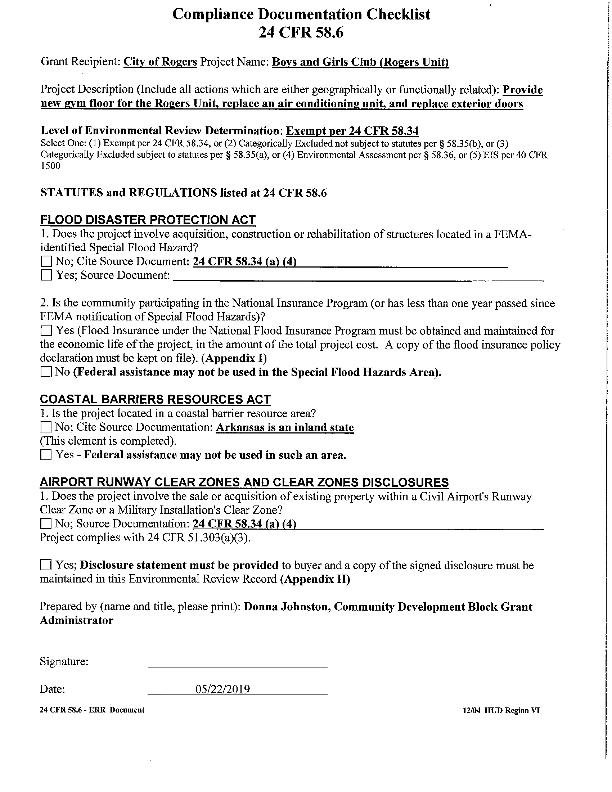 Compliance Documentation Checklist
24 CFR 58.6
Grant Recipient: City of Rogers Project Name: Boys and Girls Club (Rogers Unit)
Project Description (Include all actions which are either geographically or functionally related): Provide
new gym floor for the Rogers Unit, replace an air conditioning unit, and replace exterior doors
Level of Environmental Review Determination: Exempt per 24 CFR 58.34
Select One: (1) Exempt per 24 CFR 58.34, or (2) Categorically Excluded not subject to statutes per § 58.35(b), or (3)
Categorically Excluded subject to statutes per § 58.35(a), or (4) Environmental Assessment per § 58.36, or (5) EIS per 40 CFR
1500
STATUTES and REGULATIONS listed at 24 CFR 58.6
FLOOD DISASTER PROTECTION ACT
1. Does the project involve acquisition, construction or rehabilitation of structures located in a FEMA-
identified Special Flood Hazard?
☐ No; Cite Source Document: 24 CFR 58.34 (a) (4)
☐ Yes; Source Document:
2. Is the community participating in the National Insurance Program (or has less than one year passed since
FEMA notification of Special Flood Hazards)?
☐ Yes (Flood Insurance under the National Flood Insurance Program must be obtained and maintained for
the economic life of the project, in the amount of the total project cost. A copy of the flood insurance policy
declaration must be kept on file). (Appendix I)
☐ No (Federal assistance may not be used in the Special Flood Hazards Area).
COASTAL BARRIERS RESOURCES ACT
1. Is the project located in a coastal barrier resource area?
☐ No; Cite Source Documentation: Arkansas is an inland state
(This element is completed).
☐ Yes - Federal assistance may not be used in such an area.
AIRPORT RUNWAY CLEAR ZONES AND CLEAR ZONES DISCLOSURES
1. Does the project involve the sale or acquisition of existing property within a Civil Airport's Runway
Clear Zone or a Military Installation's Clear Zone?
☐ No; Source Documentation: 24 CFR 58.34 (a) (4)
Project complies with 24 CFR 51.303(a)(3).
☐ Yes; Disclosure statement must be provided to buyer and a copy of the signed disclosure must be
maintained in this Environmental Review Record (Appendix II)
Prepared by (name and title, please print): Donna Johnston, Community Development Block Grant
Administrator
Signature:
Date: 05/22/2019
24 CFR 58.6 - ERR Document 12/04 HUD Region VI